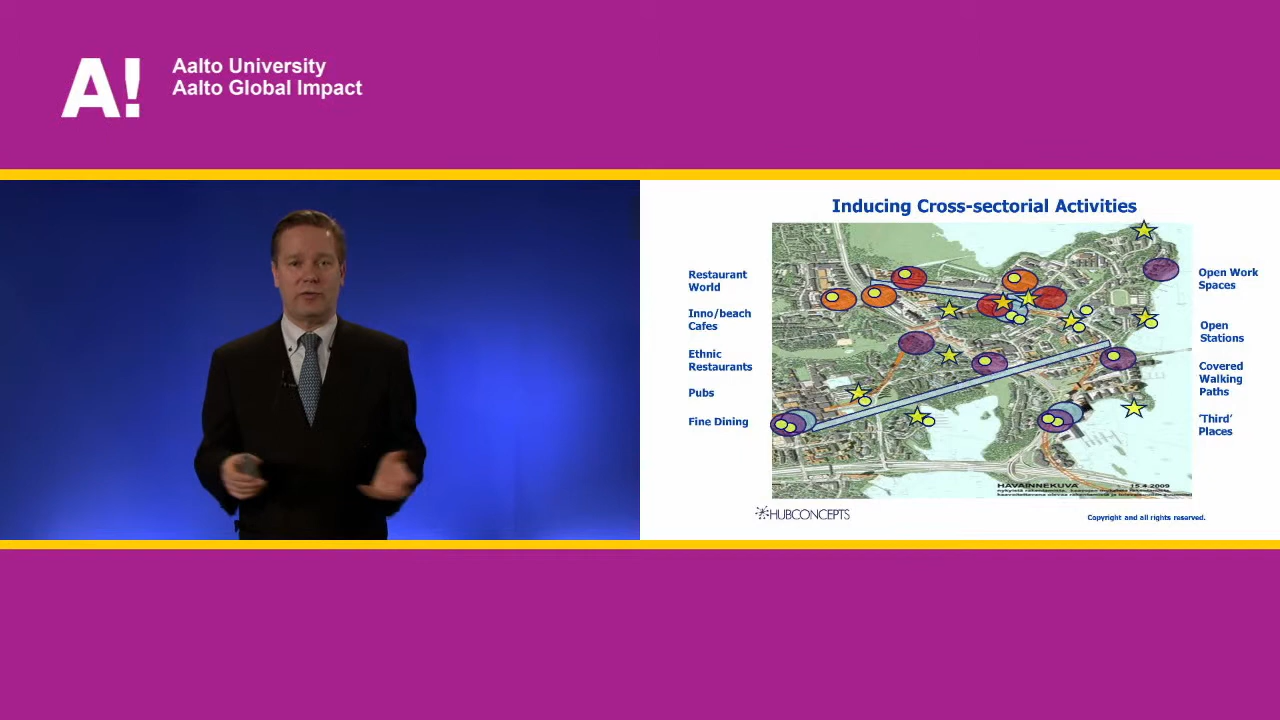 A!
Aalto University
Aalto Global Impact
Inducing Cross-sectorial Activities
Restaurant
World
Inno/beach
Cafes
Ethnic
Restaurants
Pubs
Fine Dining
Open Work
Spaces
Open
Stations
Covered
Walking
Paths
‘Third’
Places
HAVAINNEKUVA 15.4.2009
HUBCONCEPTS
Copyright and all rights reserved.